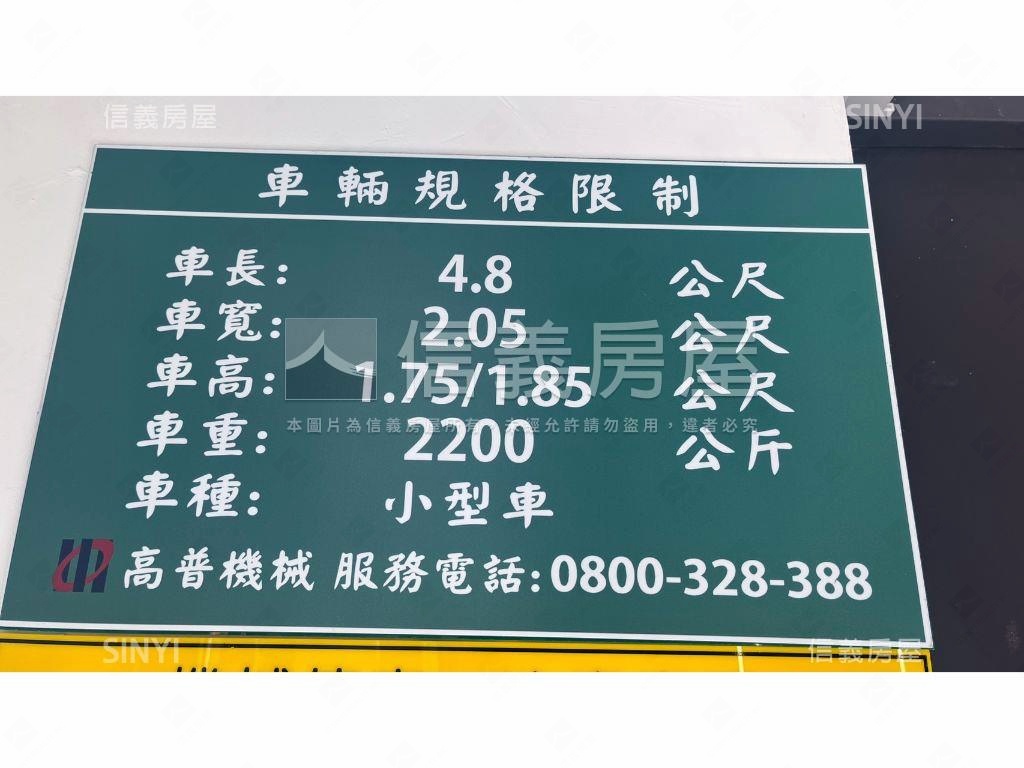 信義房屋
SINYI
車輛規格限制
車長: 4.8 公尺
車寬: 2.05 公尺
信義房屋
車高: 1.75/1.85 公尺
本圖片為信義房屋所有，未經允許請勿盜用，違者必究
車重: 2200 公斤
車種: 小型車
高普機械 服務電話:0800-328-388
SINYI
信義房屋